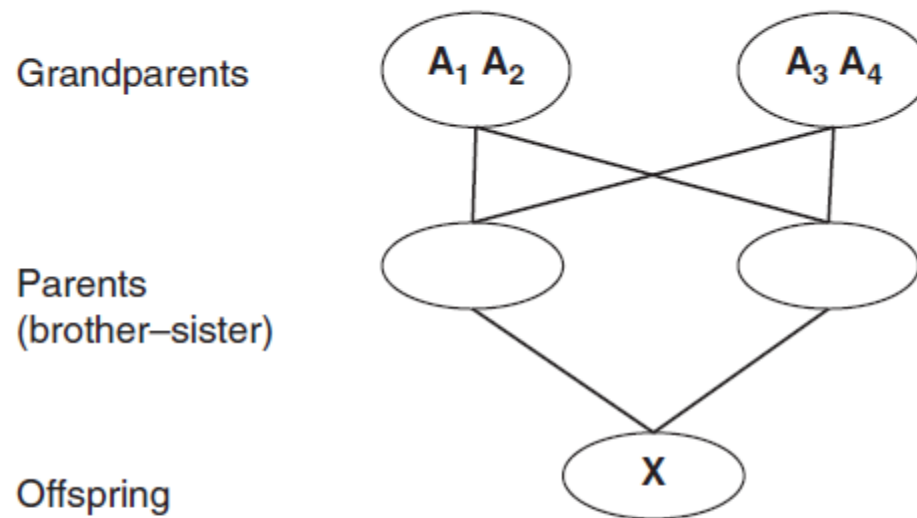 Grandparents
A₁ A₂
A₃ A₄
Parents
(brother–sister)
Offspring
X